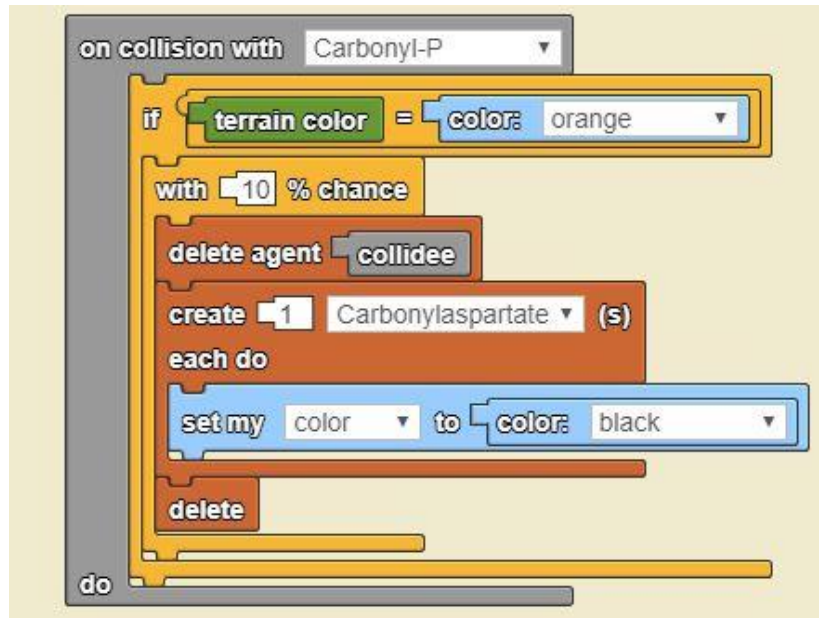 on collision with Carbonyl-P
if terrain color = color: orange
with 10 % chance
delete agent collidee
create 1 Carbonylaspartate (s)
each do
set my color to color: black
delete
do